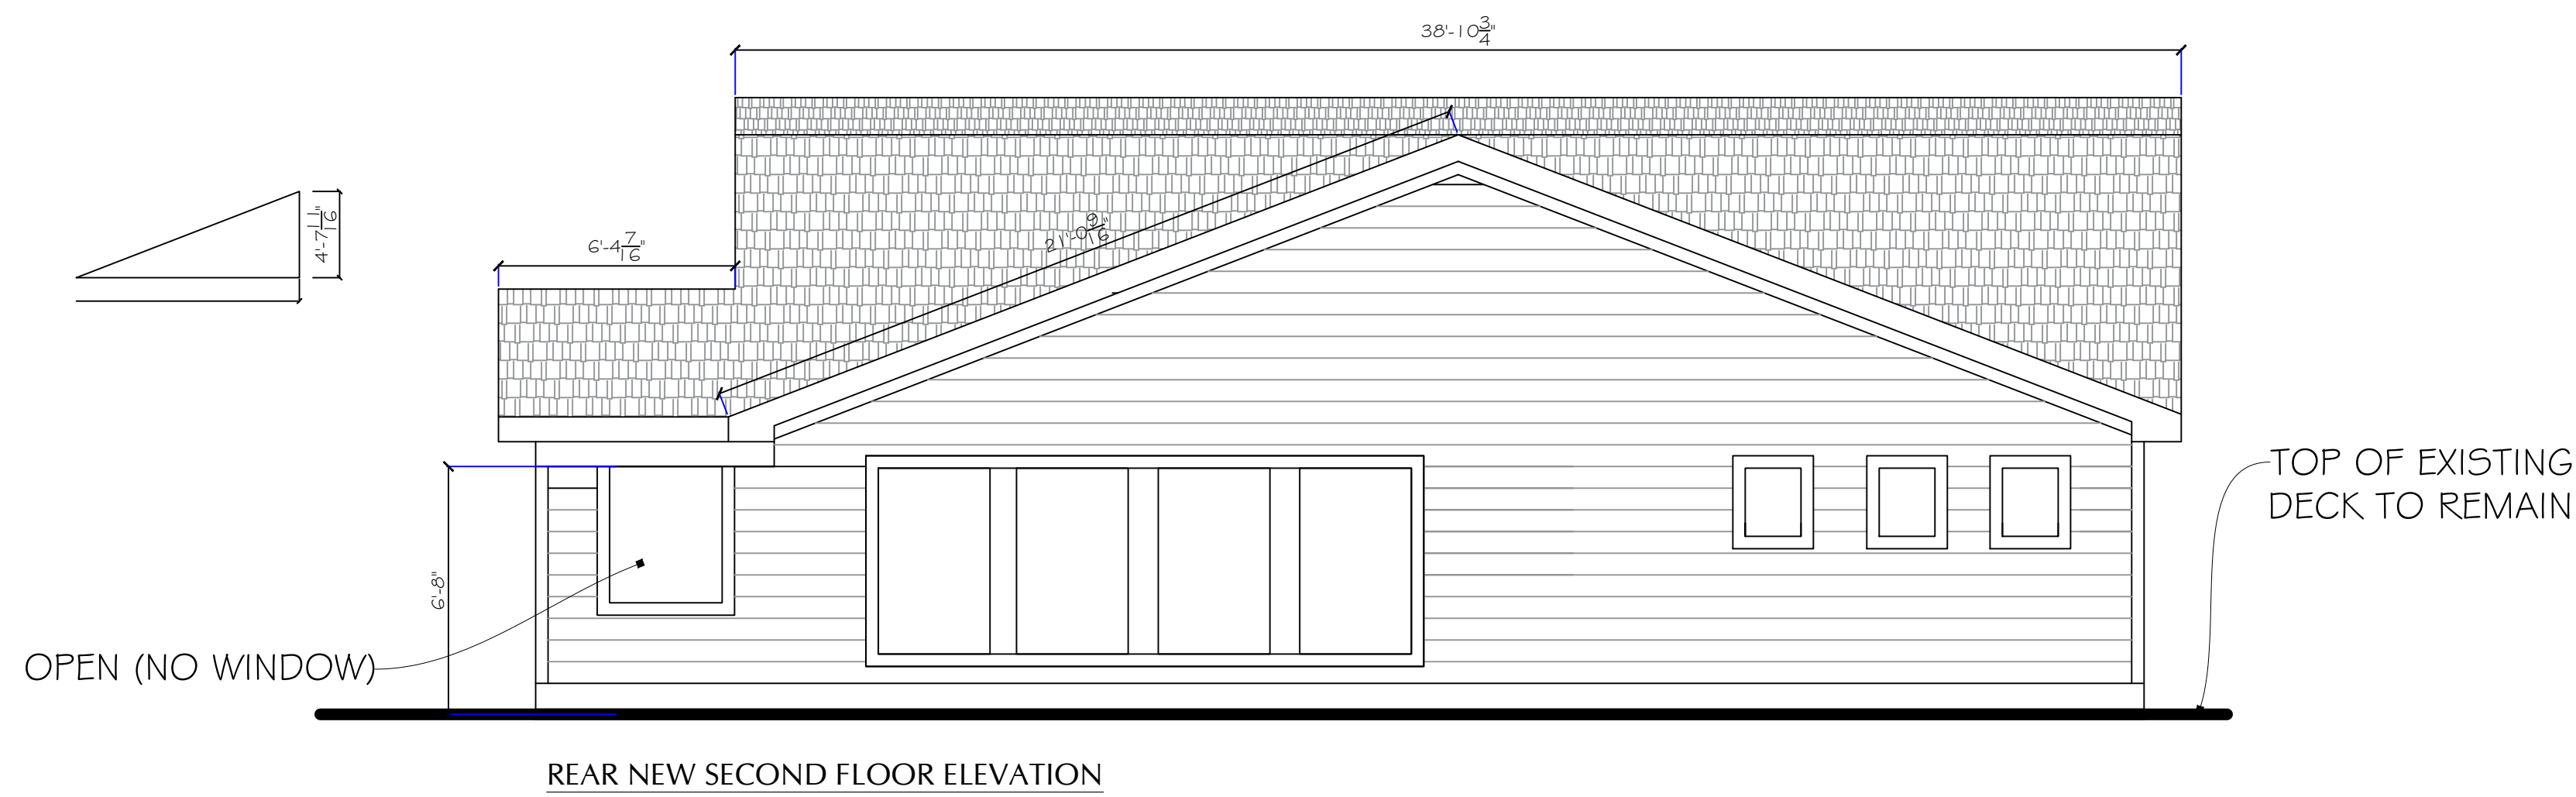 38'-10 3/4"
6'-4 7/16"
4'-7 11/16"
21'-0 9/16"
6'-8"
TOP OF EXISTING
DECK TO REMAIN
OPEN (NO WINDOW)
REAR NEW SECOND FLOOR ELEVATION